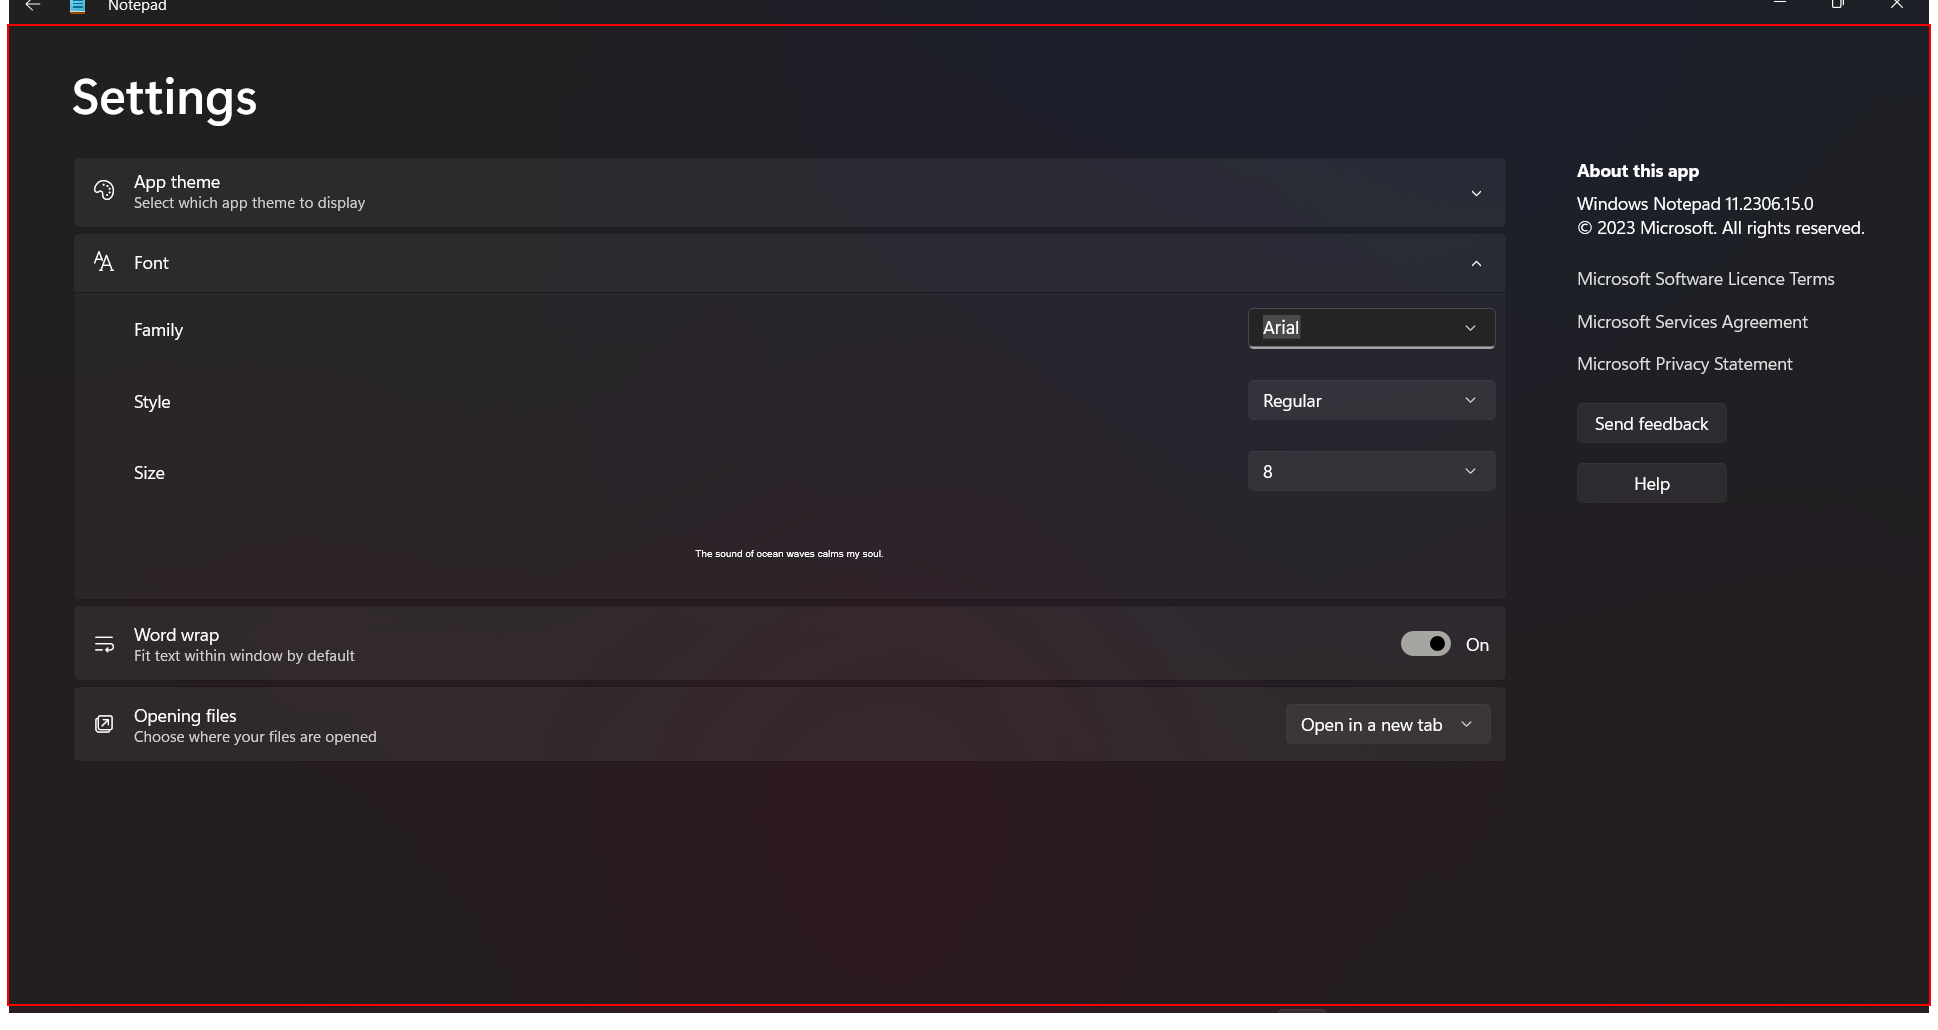 Notepad
Settings
App theme
Select which app theme to display
Font
Family
Arial
Style
Regular
Size
8
The sound of ocean waves calms my soul.
Word wrap
Fit text within window by default
On
Opening files
Choose where your files are opened
Open in a new tab
About this app
Windows Notepad 11.2306.15.0
© 2023 Microsoft. All rights reserved.
Microsoft Software Licence Terms
Microsoft Services Agreement
Microsoft Privacy Statement
Send feedback
Help